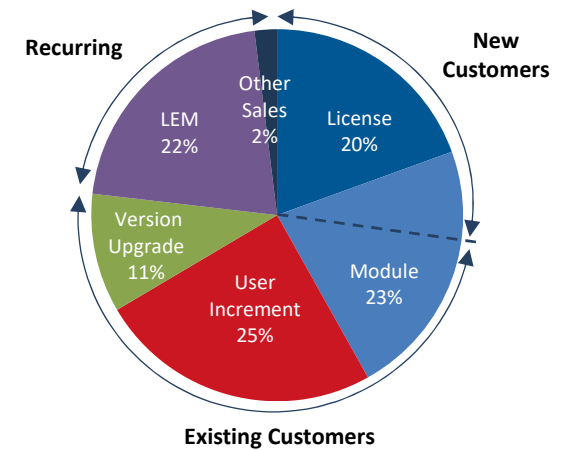 Recurring
New
Customers
Other
Sales
2%
License
20%
LEM
22%
Version
Upgrade
11%
Module
23%
User
Increment
25%
Existing Customers